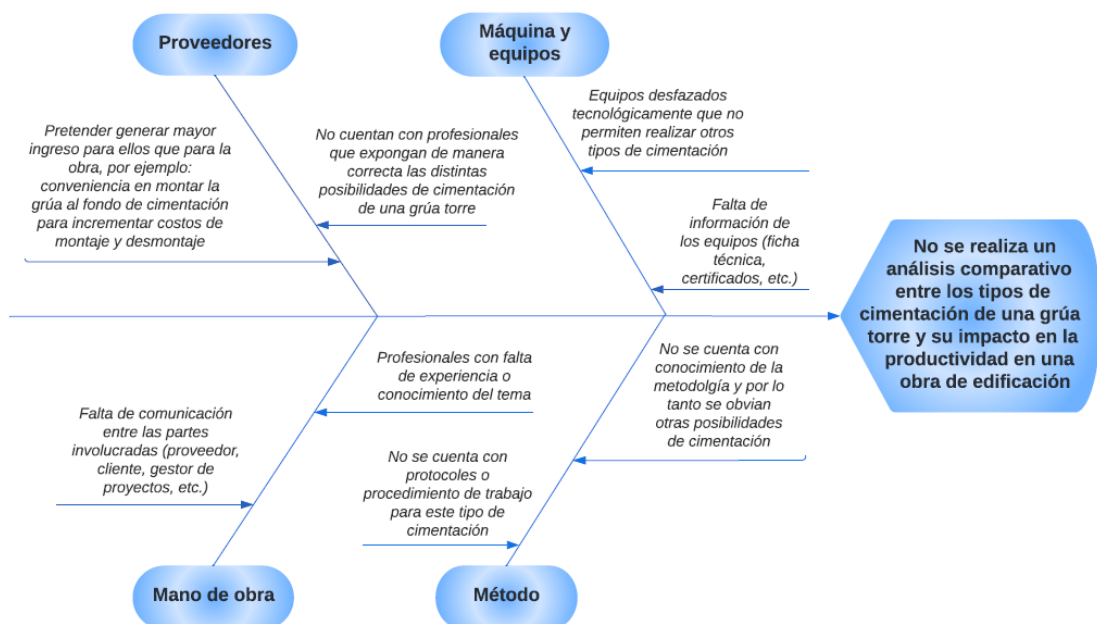 Proveedores
Máquina y
equipos
Pretender generar mayor
ingreso para ellos que para la
obra, por ejemplo:
conveniencia en montar la
grúa al fondo de cimentación
para incrementar costos de
montaje y desmontaje
No cuentan con profesionales
que expongan de manera
correcta las distintas
posibilidades de cimentación
de una grúa torre
Equipos desfazados
tecnológicamente que no
permiten realizar otros
tipos de cimentación
Falta de
información de
los equipos (ficha
técnica,
certificados, etc.)
No se realiza un
análisis comparativo
entre los tipos de
cimentación de una grúa
torre y su impacto en la
productividad en una
obra de edificación
Profesionales con falta
de experiencia o
conocimiento del tema
Falta de comunicación
entre las partes
involucradas (proveedor,
cliente, gestor de
proyectos, etc.)
No se cuenta con
conocimiento de la
metodolgía y por lo
tanto se obvian
otras posibilidades
de cimentación
No se cuenta con
protocoles o
procedimiento de trabajo
para este tipo de
cimentación
Mano de obra
Método